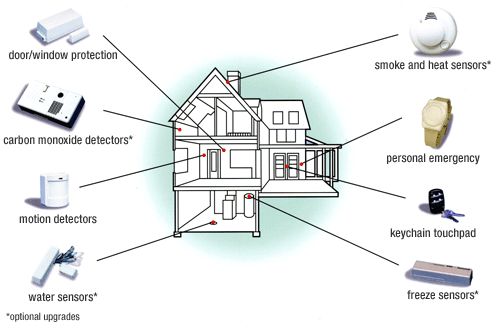 door/window protection
smoke and heat sensors*
carbon monoxide detectors*
personal emergency
motion detectors
keychain touchpad
water sensors*
freeze sensors*
*optional upgrades